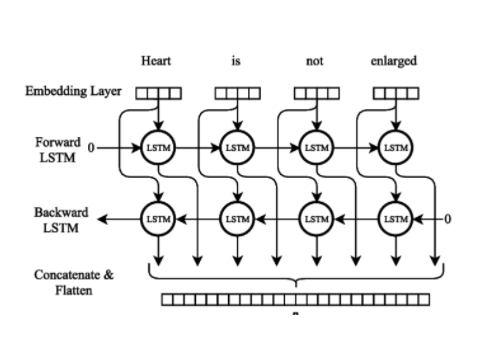 Heart is not enlarged
Embedding Layer
Forward
LSTM
0 LSTM LSTM LSTM LSTM
Backward
LSTM
LSTM LSTM LSTM LSTM 0
Concatenate &
Flatten